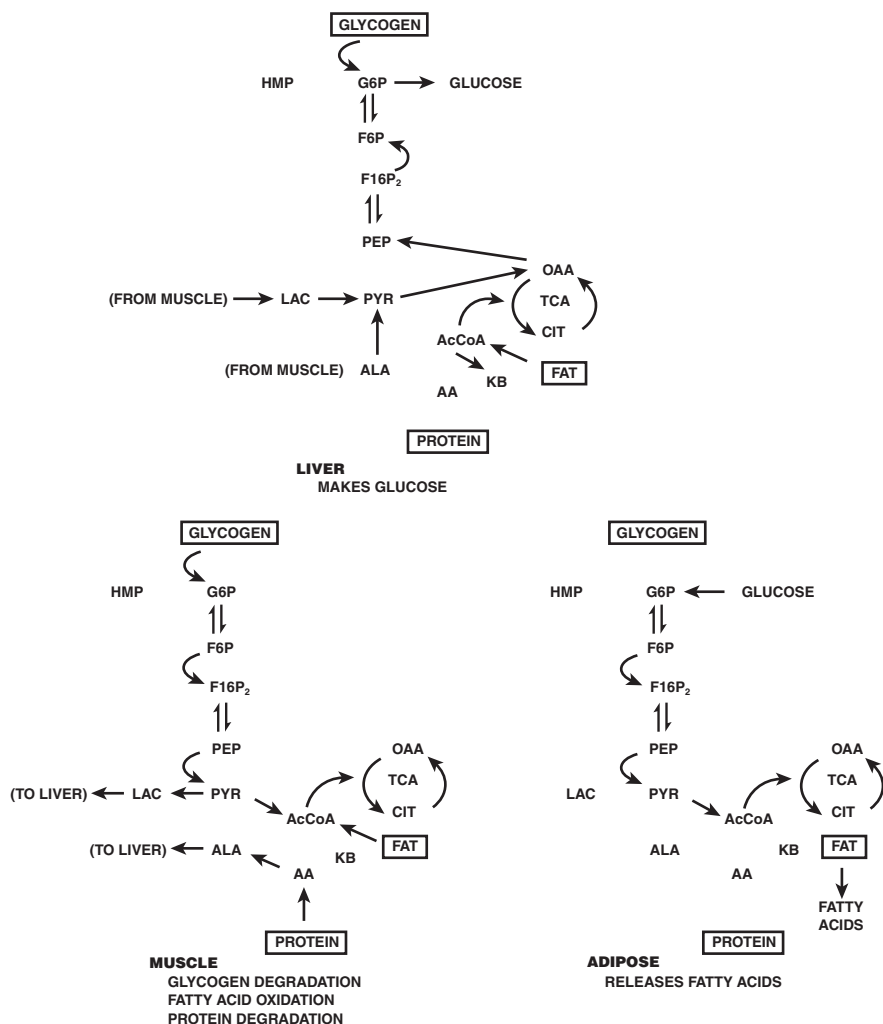 GLYCOGEN
HMP G6P GLUCOSE
F6P
F16P₂
PEP
OAA
(FROM MUSCLE) LAC PYR TCA
CIT
AcCoA
(FROM MUSCLE) ALA KB FAT
AA
PROTEIN
LIVER
MAKES GLUCOSE
GLYCOGEN
HMP G6P
F6P
F16P₂
PEP OAA
TCA
(TO LIVER) LAC PYR
CIT
AcCoA
(TO LIVER) ALA KB FAT
AA
PROTEIN
MUSCLE
GLYCOGEN DEGRADATION
FATTY ACID OXIDATION
PROTEIN DEGRADATION
GLYCOGEN
HMP G6P GLUCOSE
F6P
F16P₂
PEP OAA
TCA
LAC PYR
CIT
AcCoA
ALA KB FAT
AA
FATTY
ACIDS
PROTEIN
ADIPOSE
RELEASES FATTY ACIDS